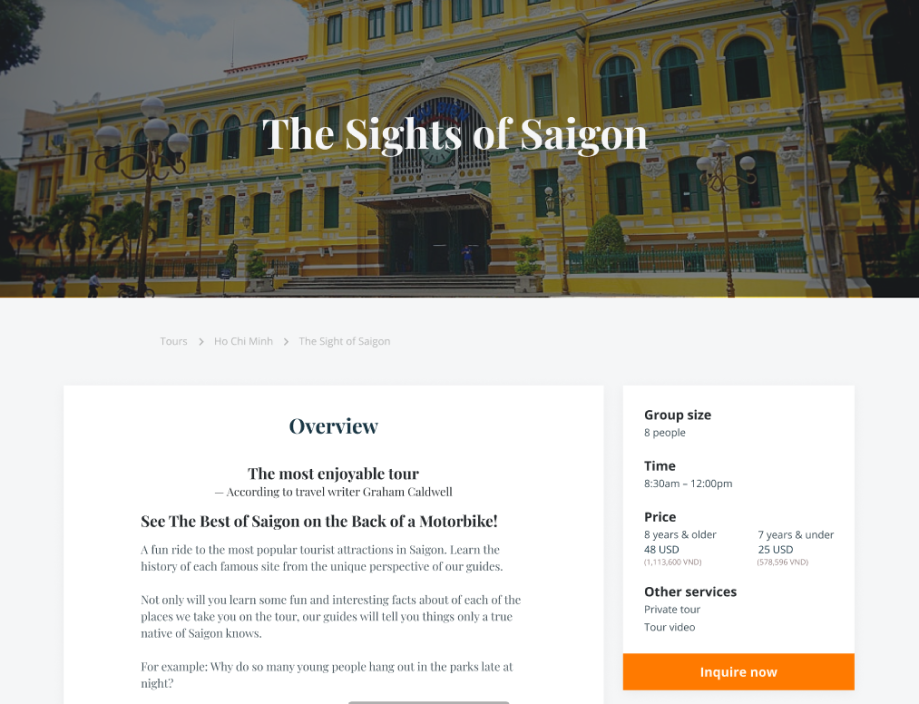 The Sights of Saigon
Tours > Ho Chi Minh > The Sight of Saigon
Overview
The most enjoyable tour
— According to travel writer Graham Caldwell
See The Best of Saigon on the Back of a Motorbike!
A fun ride to the most popular tourist attractions in Saigon. Learn the
history of each famous site from the unique perspective of our guides.
Not only will you learn some fun and interesting facts about of each of the
places we take you on the tour, our guides will tell you things only a true
native of Saigon knows.
For example: Why do so many young people hang out in the parks late at
night?
Group size
8 people
Time
8:30am – 12:00pm
Price
8 years & older
48 USD
(1,113,600 VND)
7 years & under
25 USD
(578,596 VND)
Other services
Private tour
Tour video
Inquire now